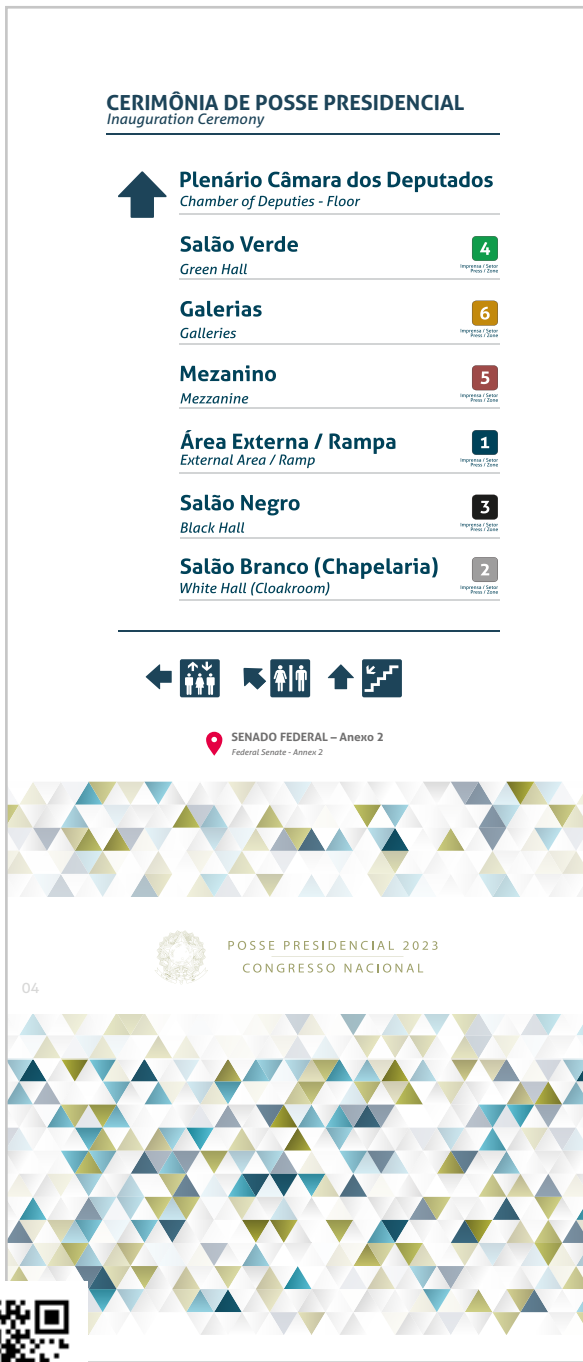 CERIMÔNIA DE POSSE PRESIDENCIAL
Inauguration Ceremony
Plenário Câmara dos Deputados
Chamber of Deputies - Floor
Salão Verde
Green Hall
4
Imprensa / Setor
Press / Zone
Galerias
Galleries
6
Imprensa / Setor
Press / Zone
Mezanino
Mezzanine
5
Imprensa / Setor
Press / Zone
Área Externa / Rampa
External Area / Ramp
1
Imprensa / Setor
Press / Zone
Salão Negro
Black Hall
3
Imprensa / Setor
Press / Zone
Salão Branco (Chapelaria)
White Hall (Cloakroom)
2
Imprensa / Setor
Press / Zone
SENADO FEDERAL – Anexo 2
Federal Senate - Annex 2
POSSE PRESIDENCIAL 2023
CONGRESSO NACIONAL
04